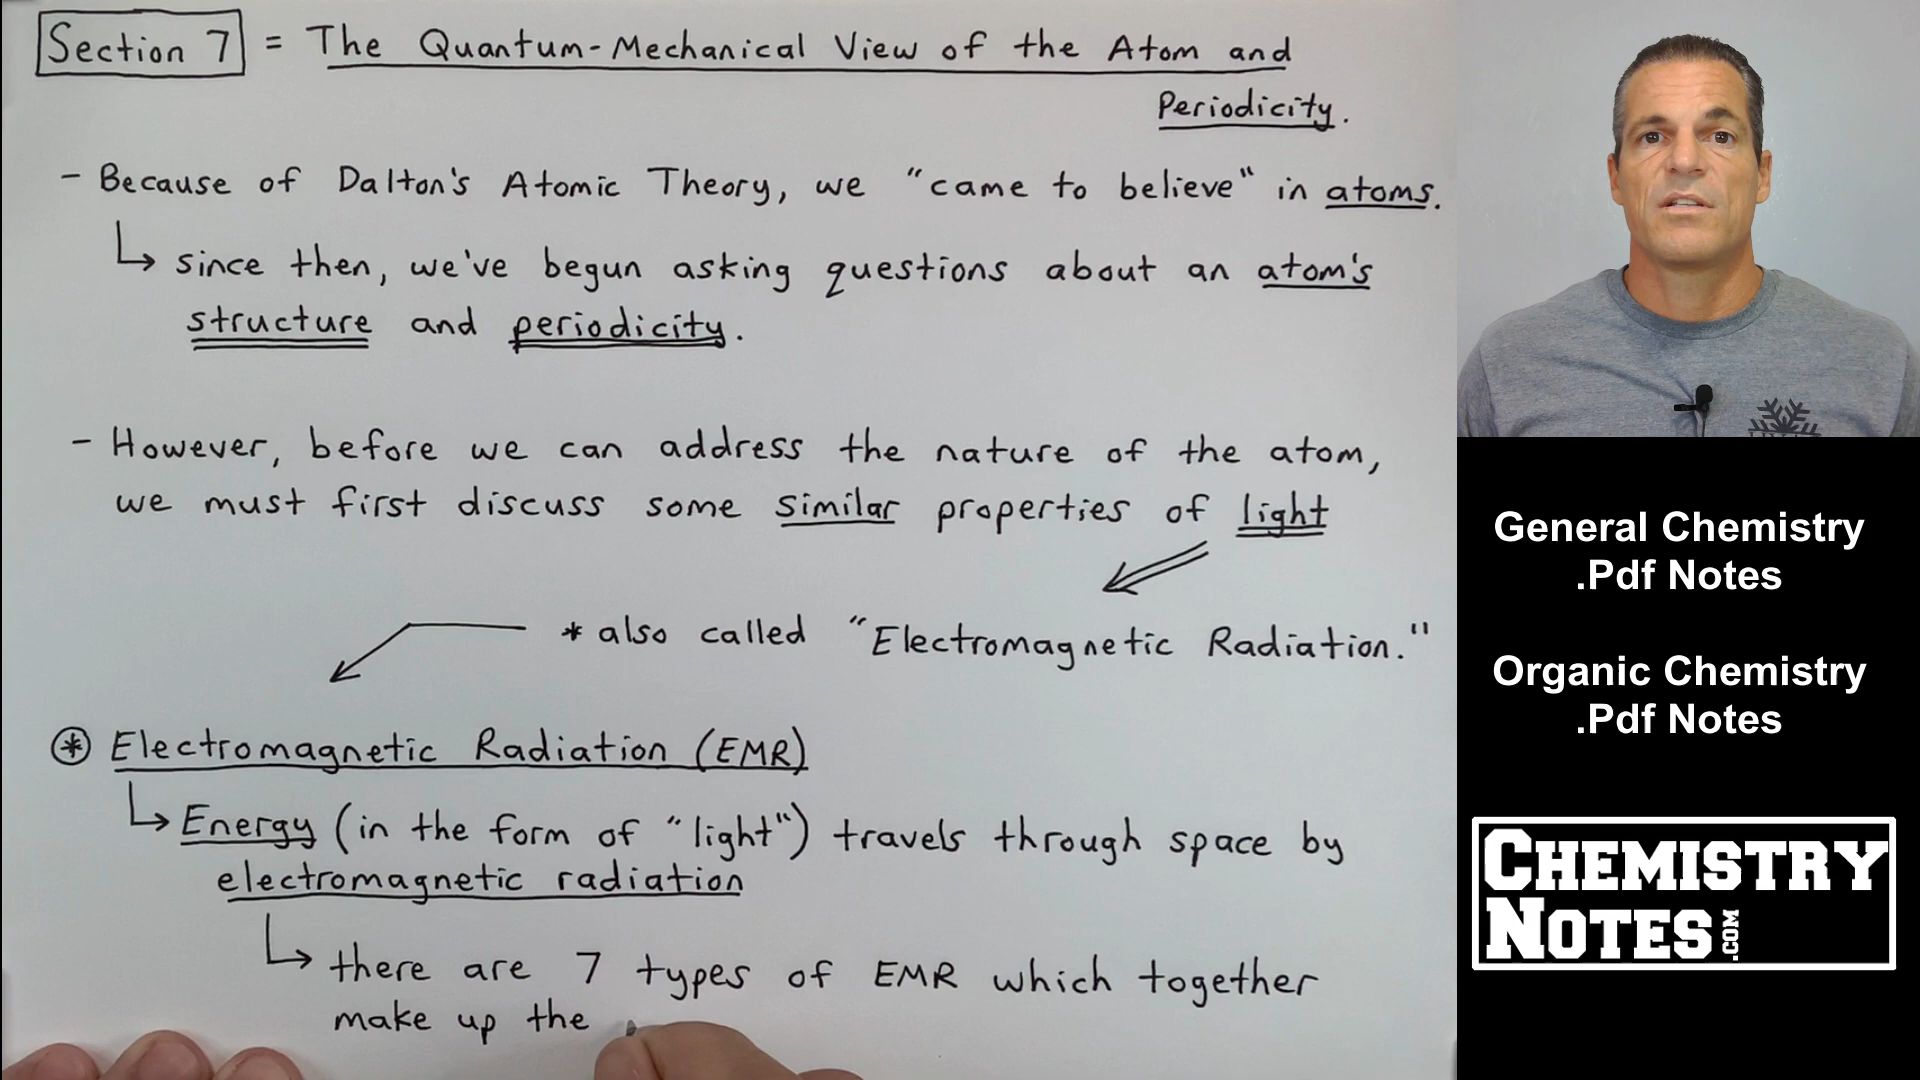 Section 7 = The Quantum-Mechanical View of the Atom and
Periodicity.
- Because of Dalton's Atomic Theory, we "came to believe" in atoms.
↳ since then, we've begun asking questions about an atom's
structure and periodicity.
- However, before we can address the nature of the atom,
we must first discuss some similar properties of light
* also called "Electromagnetic Radiation."
* Electromagnetic Radiation (EMR)
↳ Energy (in the form of "light") travels through space by
electromagnetic radiation
↳ there are 7 types of EMR which together
make up the
General Chemistry
.Pdf Notes
Organic Chemistry
.Pdf Notes
CHEMISTRY
NOTES.COM